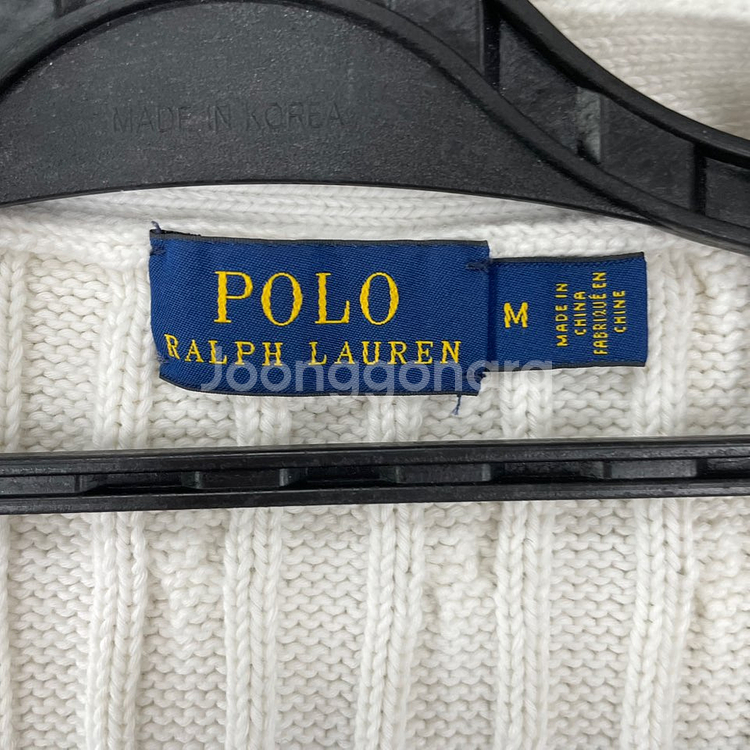 MADE IN KOREA
POLO
RALPH LAUREN
M
MADE IN
CHINA
FABRIQUÉ EN
CHINE
Joonggonara